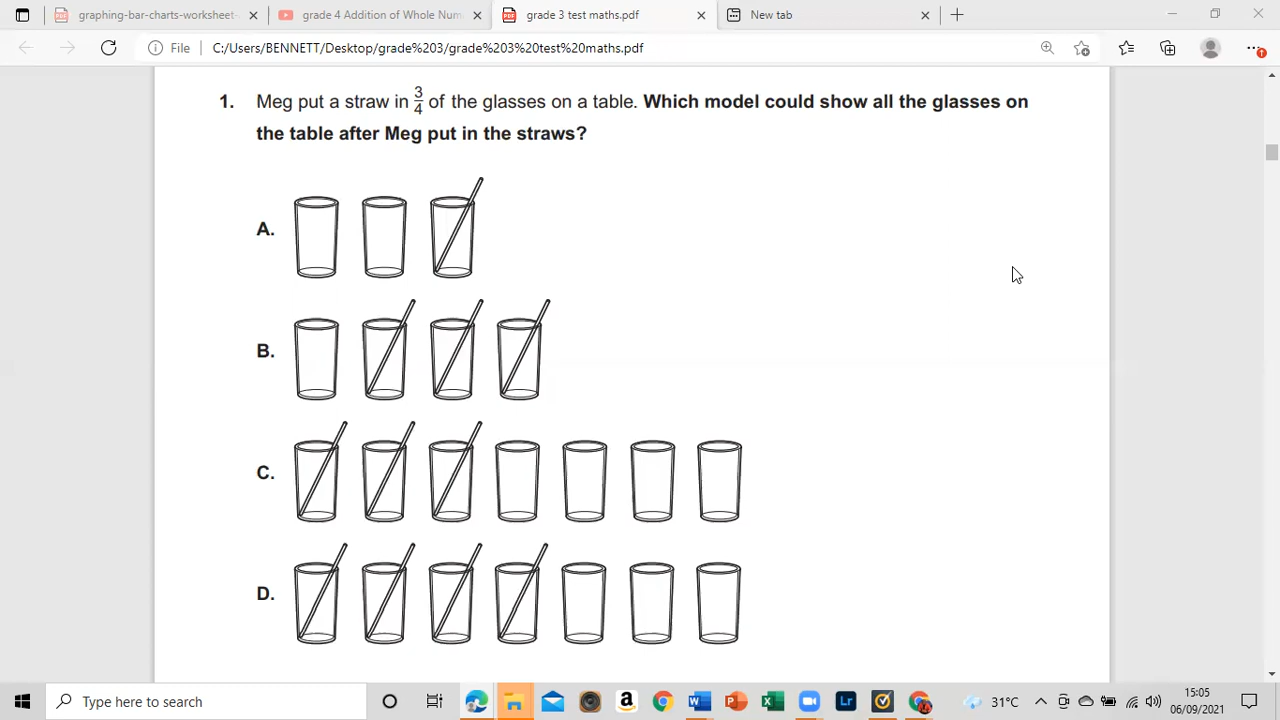 graphing-bar-charts-worksheet-
grade 4 Addition of Whole Num
grade 3 test maths.pdf
New tab
File
C:/Users/BENNETT/Desktop/grade%203/grade%203%20test%20maths.pdf
1. Meg put a straw in 3/4 of the glasses on a table. Which model could show all the glasses on
the table after Meg put in the straws?
A.
B.
C.
D.
Type here to search
31°C
15:05
06/09/2021